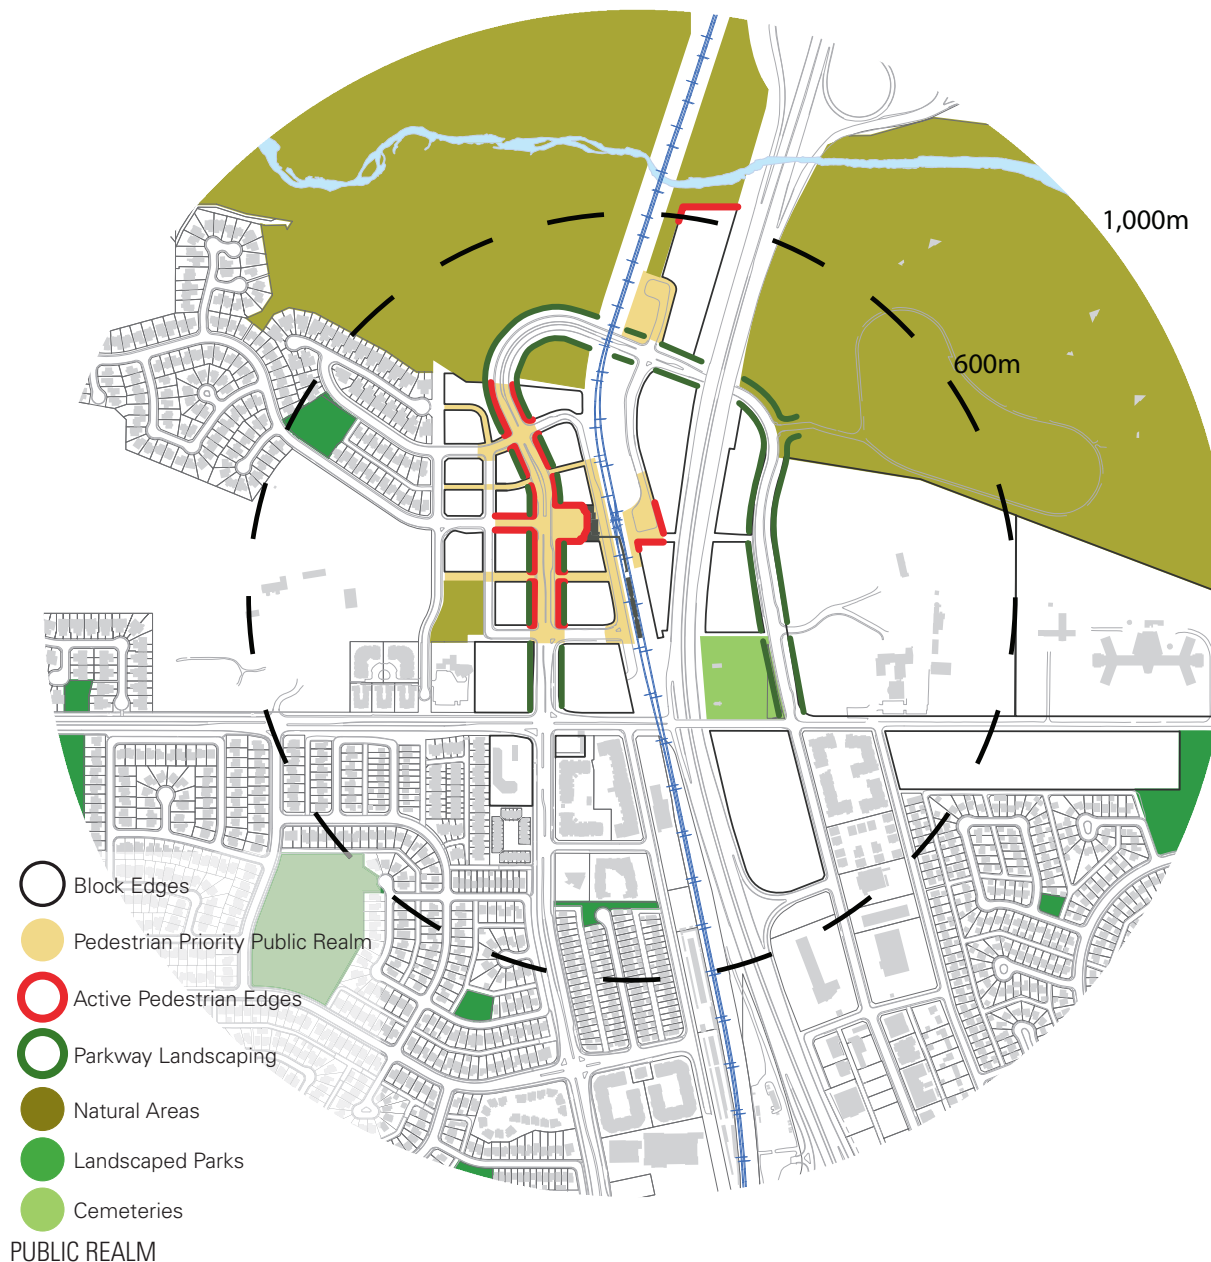 1,000m
600m
Block Edges
Pedestrian Priority Public Realm
Active Pedestrian Edges
Parkway Landscaping
Natural Areas
Landscaped Parks
Cemeteries
PUBLIC REALM